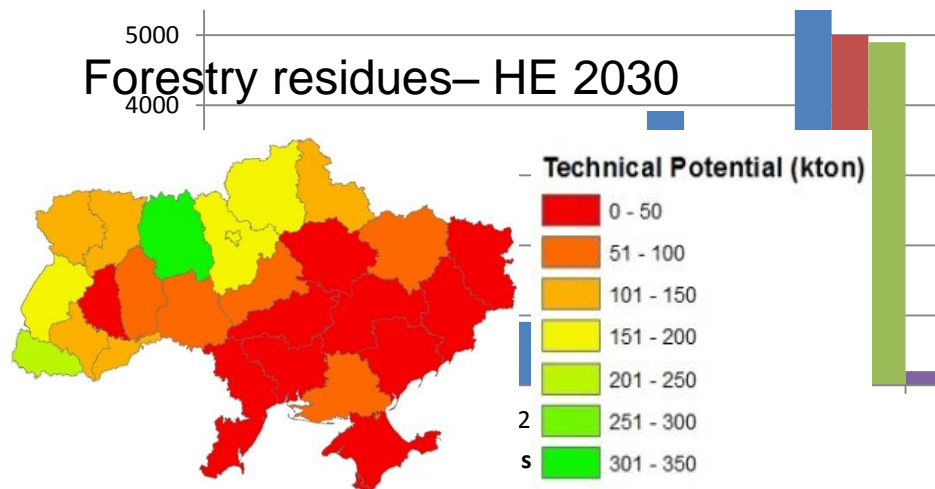 5000
Forestry residues– HE 2030
4000
Technical Potential (kton)
0 - 50
51 - 100
101 - 150
151 - 200
201 - 250
2
251 - 300
s
301 - 350